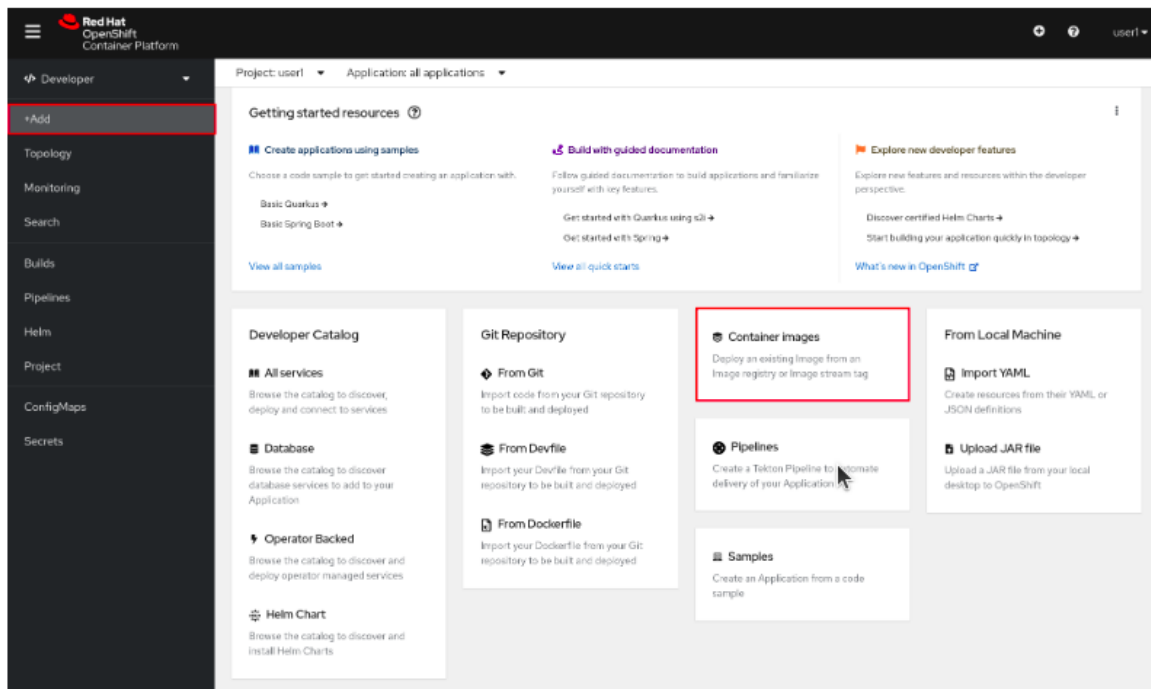 Red Hat
OpenShift
Container Platform
user1
Developer
+Add
Topology
Monitoring
Search
Builds
Pipelines
Helm
Project
ConfigMaps
Secrets
Project: user1
Application: all applications
Getting started resources
Create applications using samples
Choose a code sample to get started creating an application with.
Basic Quarkus →
Basic Spring Boot →
View all samples
Build with guided documentation
Follow guided documentation to build applications and familiarize
yourself with key features.
Get started with Quarkus using s2i →
Get started with Spring →
View all quick starts
Explore new developer features
Explore new features and resources within the developer
perspective.
Discover certified Helm Charts →
Start building your application quickly in topology →
What's new in OpenShift
Developer Catalog
All services
Browse the catalog to discover,
deploy and connect to services
Database
Browse the catalog to discover
database services to add to your
Application
Operator Backed
Browse the catalog to discover and
deploy operator managed services
Helm Chart
Browse the catalog to discover and
install Helm Charts
Git Repository
From Git
Import code from your Git repository
to be built and deployed
From Devfile
Import your Devfile from your Git
repository to be built and deployed
From Dockerfile
Import your Dockerfile from your Git
repository to be built and deployed
Container images
Deploy an existing Image from an
Image registry or Image stream tag
Pipelines
Create a Tekton Pipeline to automate
delivery of your Application
Samples
Create an Application from a code
sample
From Local Machine
Import YAML
Create resources from their YAML or
JSON definitions
Upload JAR file
Upload a JAR file from your local
desktop to OpenShift